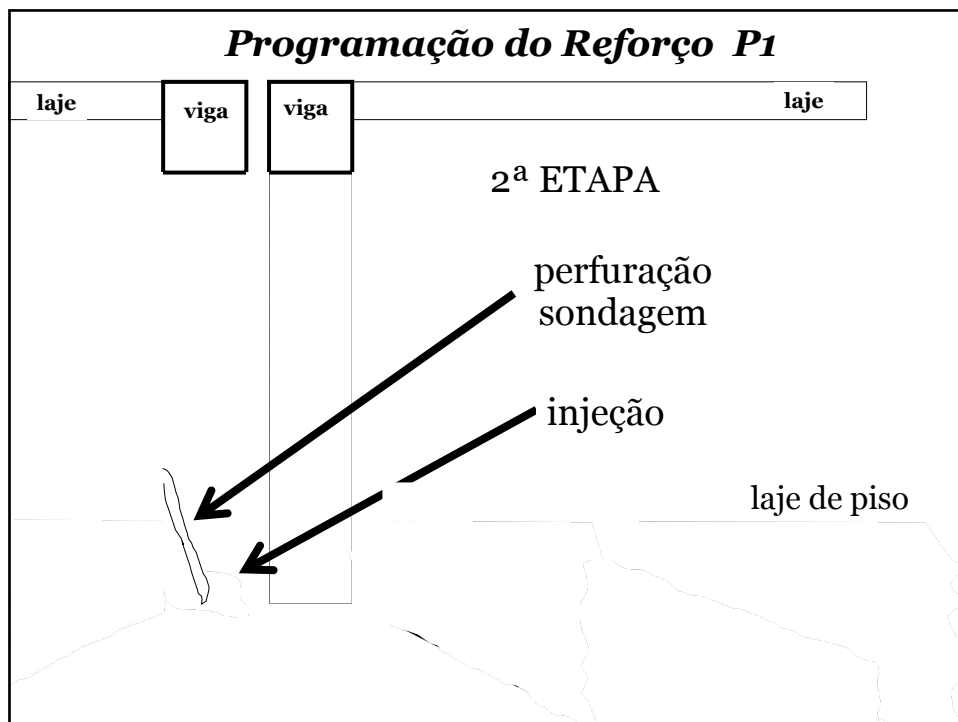 Programação do Reforço P1
laje
viga
viga
laje
2ª ETAPA
perfuração
sondagem
injeção
laje de piso